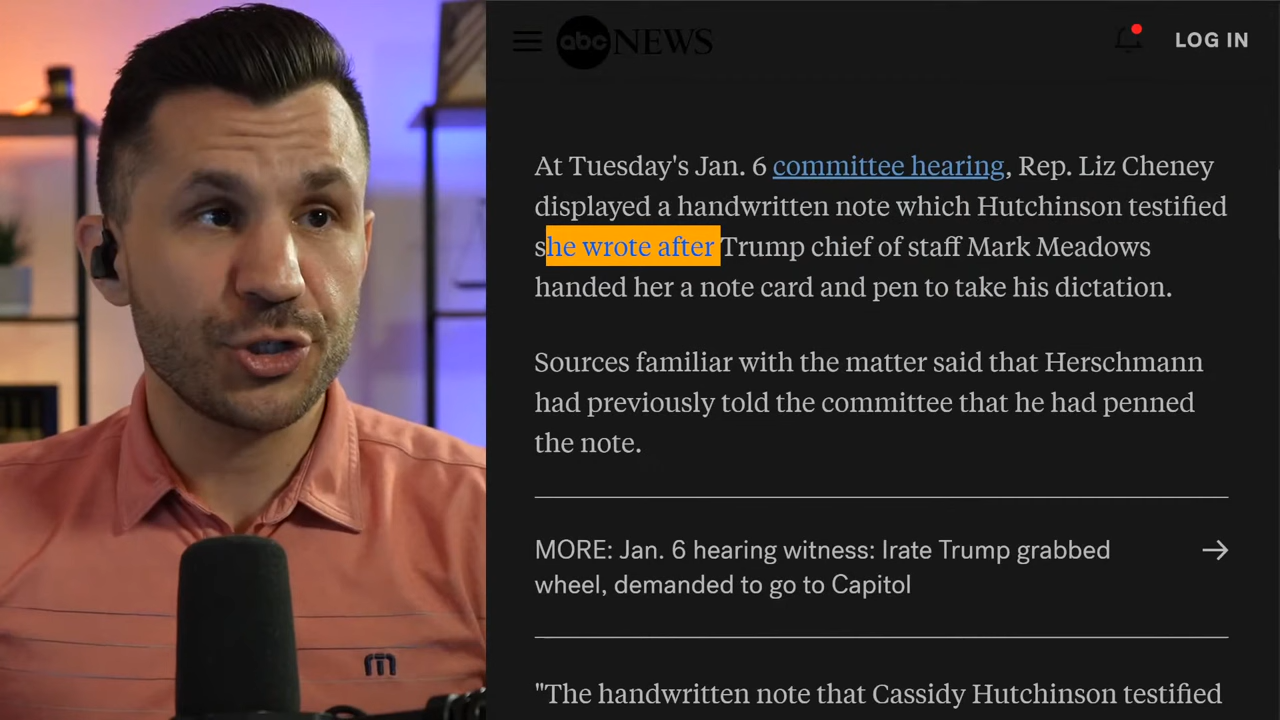 abc NEWS
LOG IN
At Tuesday's Jan. 6 committee hearing, Rep. Liz Cheney
displayed a handwritten note which Hutchinson testified
she wrote after Trump chief of staff Mark Meadows
handed her a note card and pen to take his dictation.
Sources familiar with the matter said that Herschmann
had previously told the committee that he had penned
the note.
MORE: Jan. 6 hearing witness: Irate Trump grabbed
wheel, demanded to go to Capitol
"The handwritten note that Cassidy Hutchinson testified